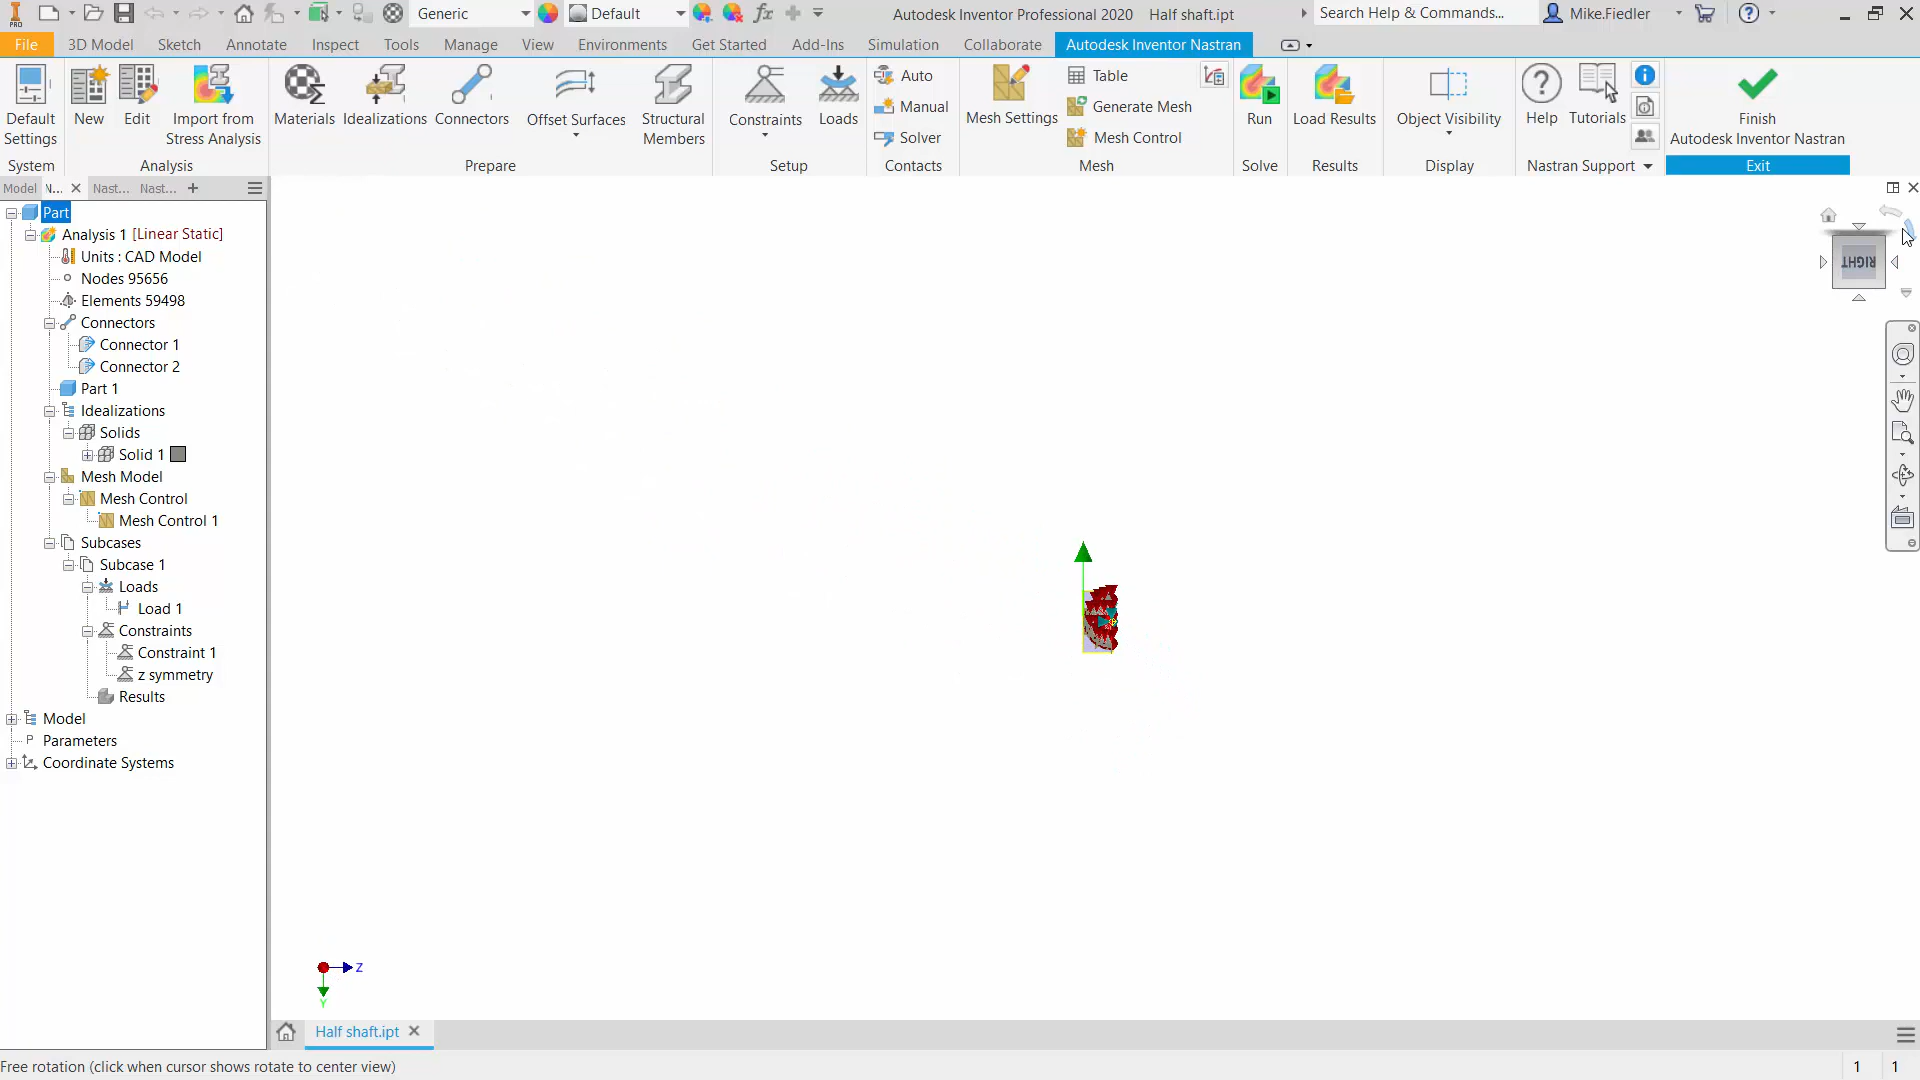 PRO
Generic
Default
fx
Autodesk Inventor Professional 2020 Half shaft.ipt
Search Help & Commands...
Mike.Fiedler
File
3D Model
Sketch
Annotate
Inspect
Tools
Manage
View
Environments
Get Started
Add-Ins
Simulation
Collaborate
Autodesk Inventor Nastran
Default
Settings
New
Edit
Import from
Stress Analysis
Materials
Idealizations
Connectors
Offset Surfaces
Structural
Members
Constraints
Loads
Auto
Manual
Solver
Mesh Settings
Table
Generate Mesh
Mesh Control
Run
Load Results
Object Visibility
Help
Tutorials
Finish
Autodesk Inventor Nastran
System
Analysis
Prepare
Setup
Contacts
Mesh
Solve
Results
Display
Nastran Support
Exit
Model
N...
Nast...
Nast...
Part
Analysis 1 [Linear Static]
Units : CAD Model
Nodes 95656
Elements 59498
Connectors
Connector 1
Connector 2
Part 1
Idealizations
Solids
Solid 1
Mesh Model
Mesh Control
Mesh Control 1
Subcases
Subcase 1
Loads
Load 1
Constraints
Constraint 1
z symmetry
Results
Model
P Parameters
Coordinate Systems
RIGHT
Z
Y
Half shaft.ipt
Free rotation (click when cursor shows rotate to center view)
1
1